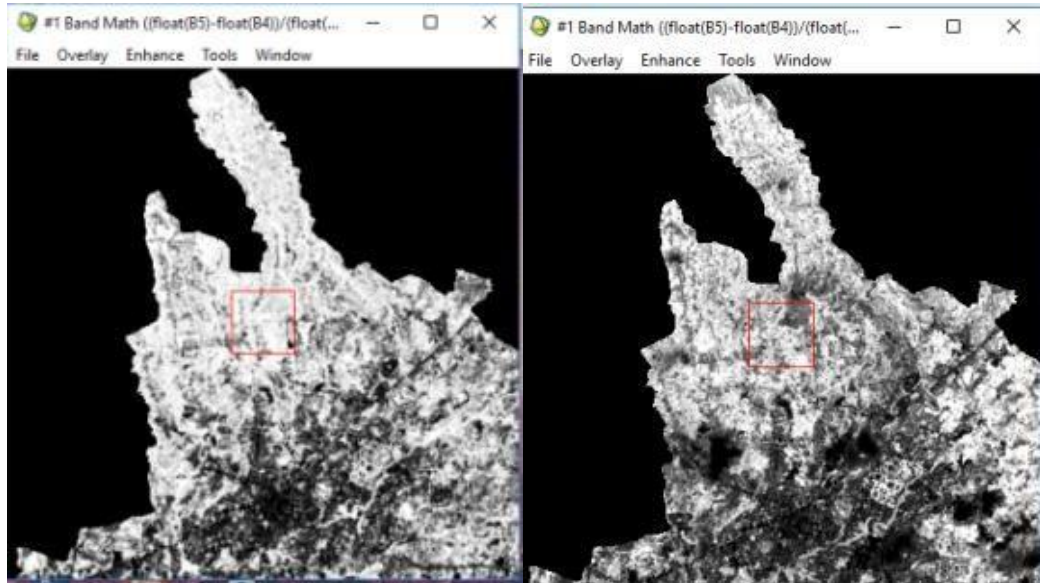 #1 Band Math ((float(B5)-float(B4))/(float(...
File Overlay Enhance Tools Window
#1 Band Math ((float(B5)-float(B4))/(float(...
File Overlay Enhance Tools Window